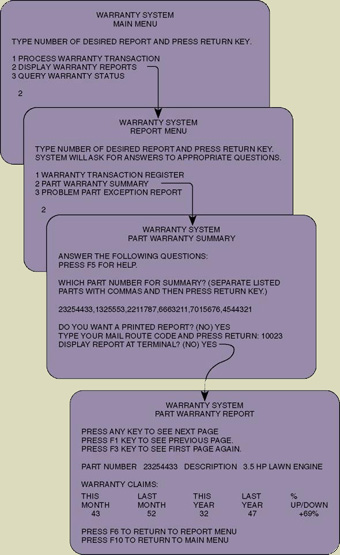 WARRANTY SYSTEM
MAIN MENU
TYPE NUMBER OF DESIRED REPORT AND PRESS RETURN KEY.
1 PROCESS WARRANTY TRANSACTION
2 DISPLAY WARRANTY REPORTS
3 QUERY WARRANTY STATUS
2
WARRANTY SYSTEM
REPORT MENU
TYPE NUMBER OF DESIRED REPORT AND PRESS RETURN KEY.
SYSTEM WILL ASK FOR ANSWERS TO APPROPRIATE QUESTIONS.
1 WARRANTY TRANSACTION REGISTER
2 PART WARRANTY SUMMARY
3 PROBLEM PART EXCEPTION REPORT
2
WARRANTY SYSTEM
PART WARRANTY SUMMARY
ANSWER THE FOLLOWING QUESTIONS:
PRESS F5 FOR HELP.
WHICH PART NUMBER FOR SUMMARY? (SEPARATE LISTED
PARTS WITH COMMAS AND THEN PRESS RETURN KEY.)
23254433,1325553,2211787,6663211,7015676,4544321
DO YOU WANT A PRINTED REPORT? (NO) YES
TYPE YOUR MAIL ROUTE CODE AND PRESS RETURN: 10023
DISPLAY REPORT AT TERMINAL? (NO) YES
WARRANTY SYSTEM
PART WARRANTY REPORT
PRESS ANY KEY TO SEE NEXT PAGE
PRESS F1 KEY TO SEE PREVIOUS PAGE.
PRESS F3 KEY TO SEE FIRST PAGE AGAIN.
PART NUMBER 23254433 DESCRIPTION 3.5 HP LAWN ENGINE
WARRANTY CLAIMS:
THIS LAST THIS LAST %
MONTH MONTH YEAR YEAR UP/DOWN
43 52 32 47 +69%
PRESS F6 TO RETURN TO REPORT MENU
PRESS F10 TO RETURN TO MAIN MENU